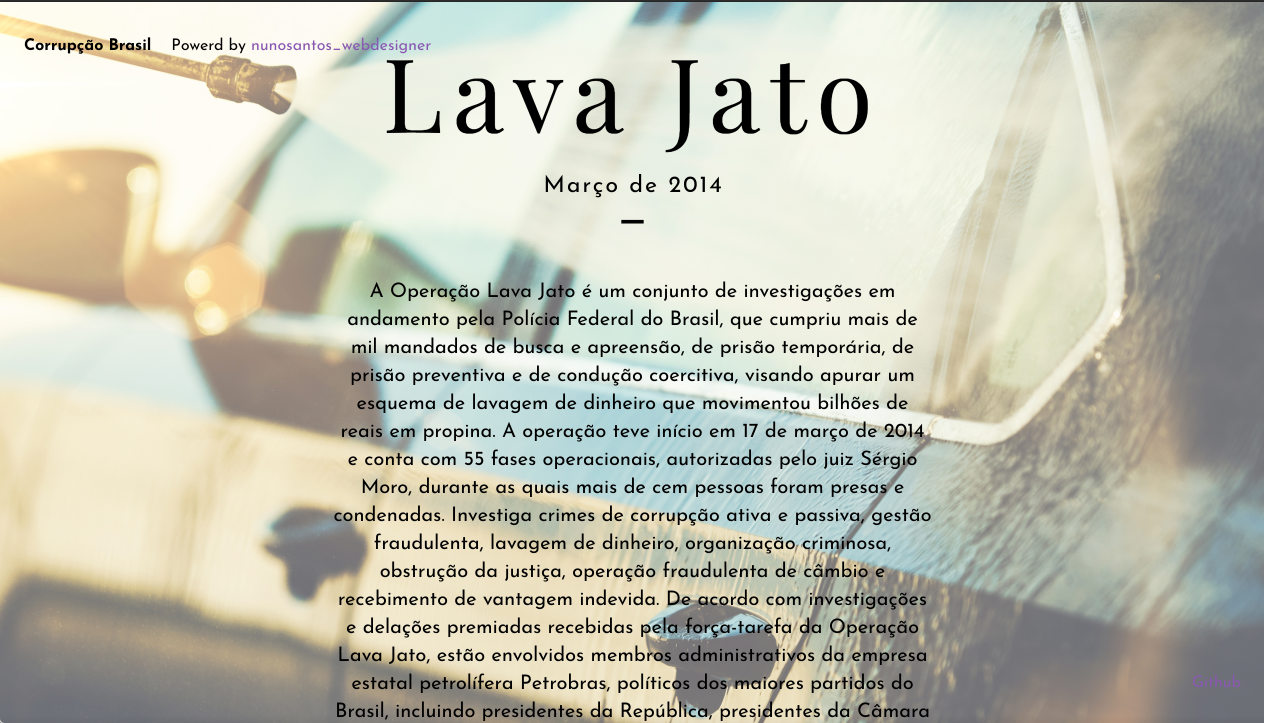 Corrupção Brasil Powerd by nunosantos_webdesigner
Lava Jato
Março de 2014
A Operação Lava Jato é um conjunto de investigações em
andamento pela Polícia Federal do Brasil, que cumpriu mais de
mil mandados de busca e apreensão, de prisão temporária, de
prisão preventiva e de condução coercitiva, visando apurar um
esquema de lavagem de dinheiro que movimentou bilhões de
reais em propina. A operação teve início em 17 de março de 2014
e conta com 55 fases operacionais, autorizadas pelo juiz Sérgio
Moro, durante as quais mais de cem pessoas foram presas e
condenadas. Investiga crimes de corrupção ativa e passiva, gestão
fraudulenta, lavagem de dinheiro, organização criminosa,
obstrução da justiça, operação fraudulenta de câmbio e
recebimento de vantagem indevida. De acordo com investigações
e delações premiadas recebidas pela força-tarefa da Operação
Lava Jato, estão envolvidos membros administrativos da empresa
estatal petrolífera Petrobras, políticos dos maiores partidos do
Brasil, incluindo presidentes da República, presidentes da Câmara